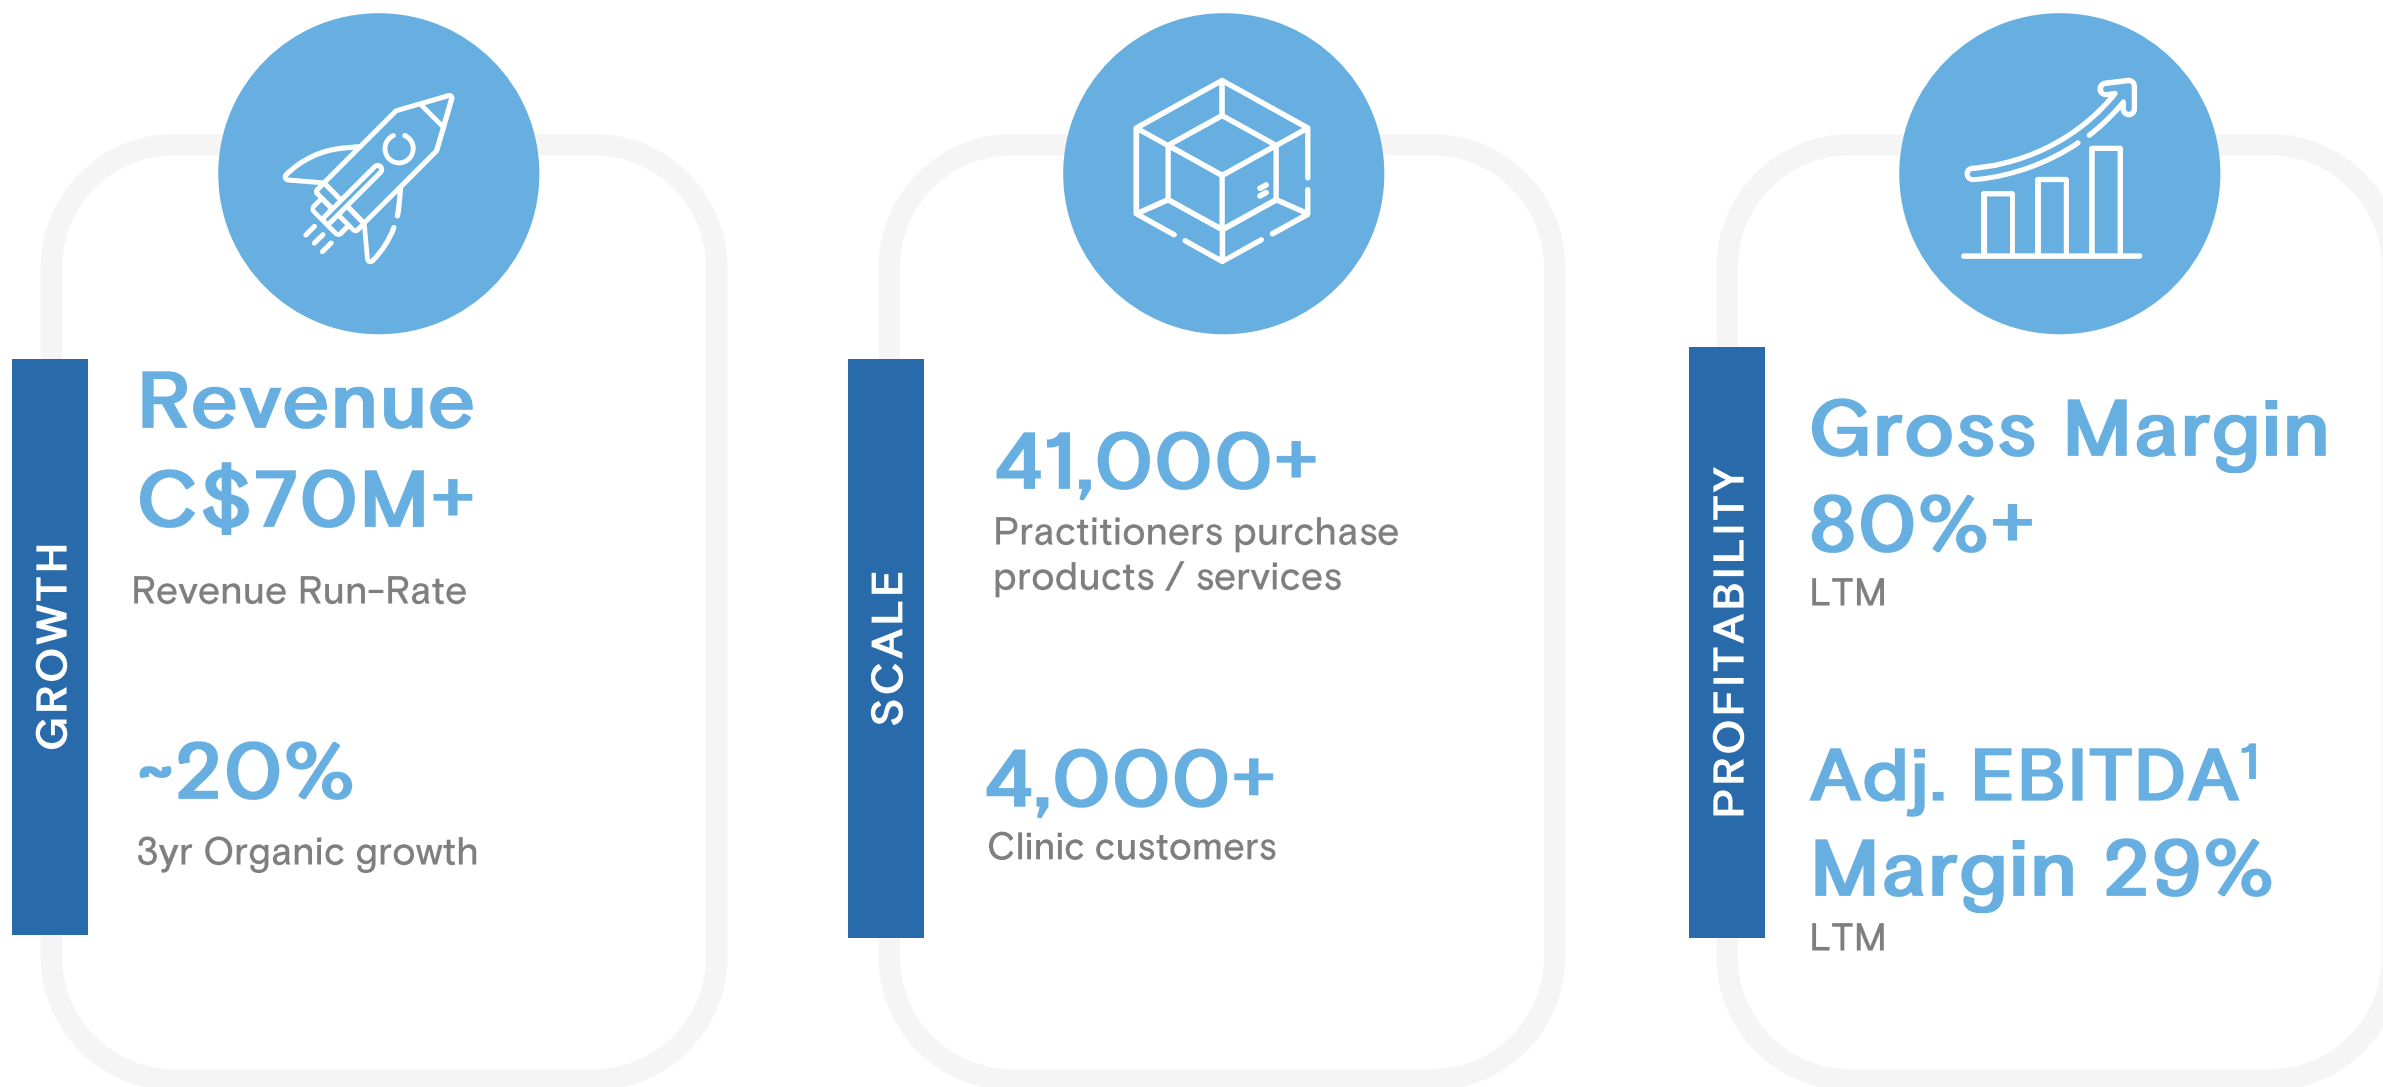 GROWTH
Revenue
C$70M+
Revenue Run-Rate
~20%
3yr Organic growth
SCALE
41,000+
Practitioners purchase
products / services
4,000+
Clinic customers
PROFITABILITY
Gross Margin
80%+
LTM
Adj. EBITDA¹
Margin 29%
LTM